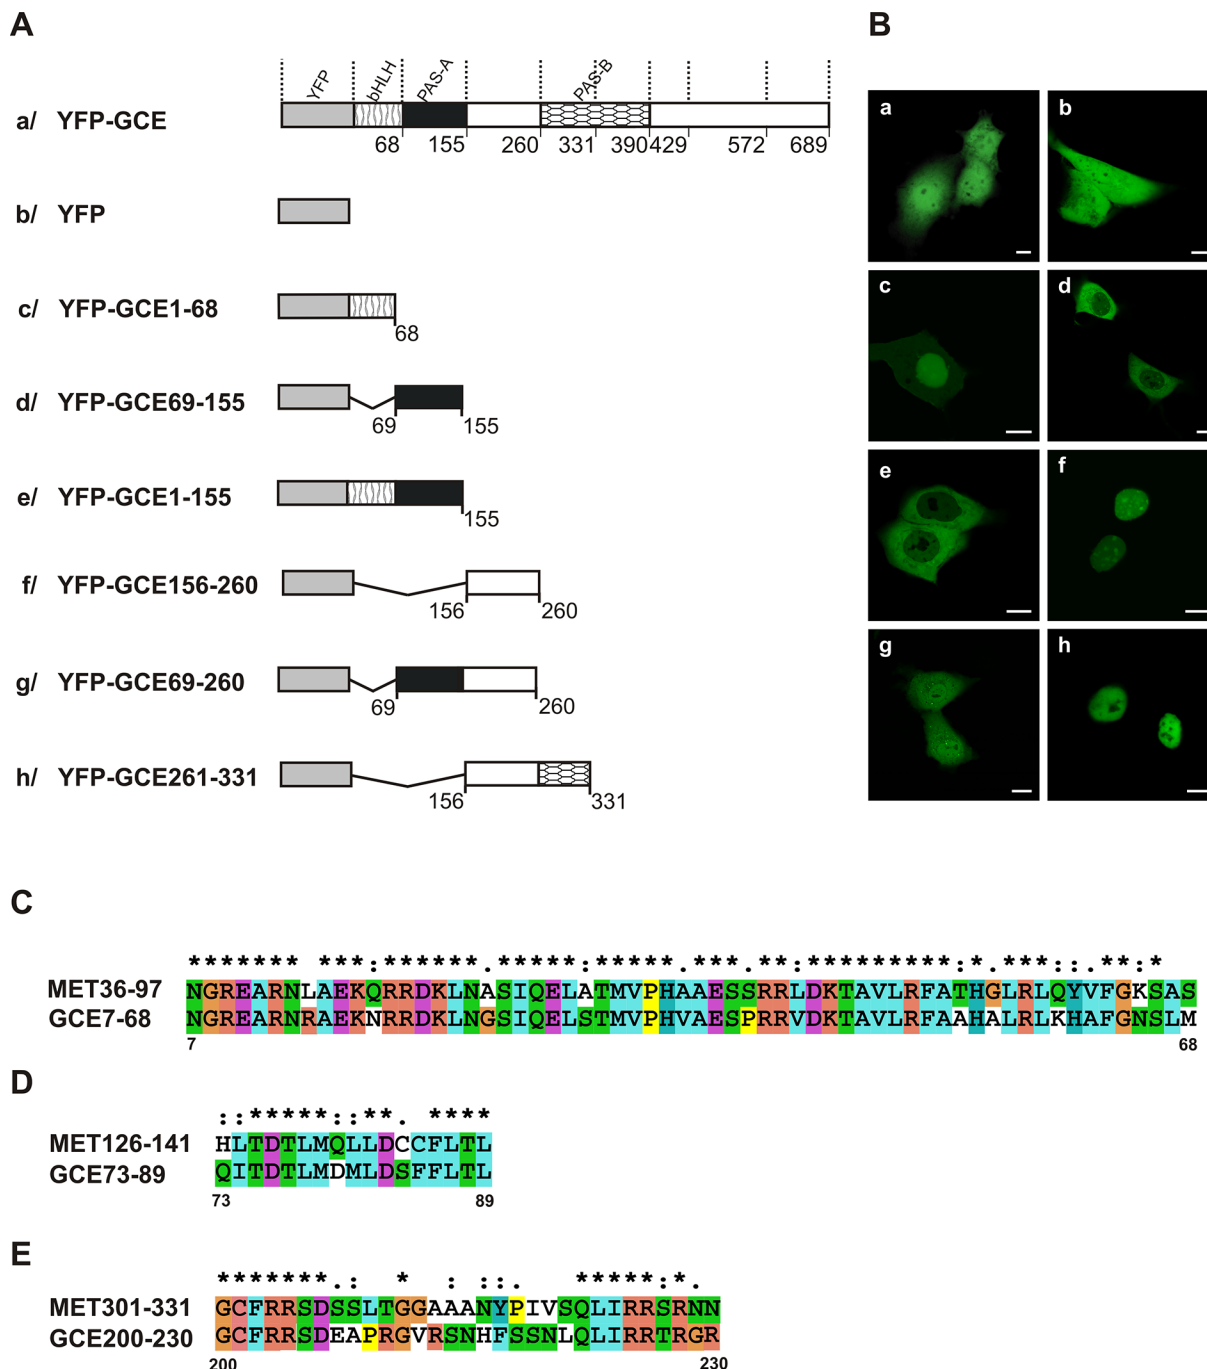 A
B
YFP bHLH PAS-A PAS-B
a/ YFP-GCE
68 155 260 331 390 429 572 689
b/ YFP
c/ YFP-GCE1-68
68
d/ YFP-GCE69-155
69 155
e/ YFP-GCE1-155
155
f/ YFP-GCE156-260
156 260
g/ YFP-GCE69-260
69 260
h/ YFP-GCE261-331
156 331
a b
c d
e f
g h
C
******* ***:******.*****:*****.***.**:*********:*.***::.**:*
MET36-97 NGREARNLAEKQRRDKLNASIQELATMVPHAAESSRRLDKTAVLRFATHGLRLQYVFGKSAS
GCE7-68 NGREARNRAEKNRRDKLNGSIQELSTMVPHVAESPRRVDKTAVLRFAAHALRLKHAFGNSLM
7 68
D
::*****::**. ****
MET126-141 HLTDTLMQLLDCCFLTL
GCE73-89 QITDTLMDMLDSFFLTL
73 89
E
*******.: * : ::. *****:*.
MET301-331 GCFRRSDSSLTGGAAANYPIVSQLIRRSRNN
GCE200-230 GCFRRSDEAPRGVRSNHFSSNLQLIRRTRGR
200 230